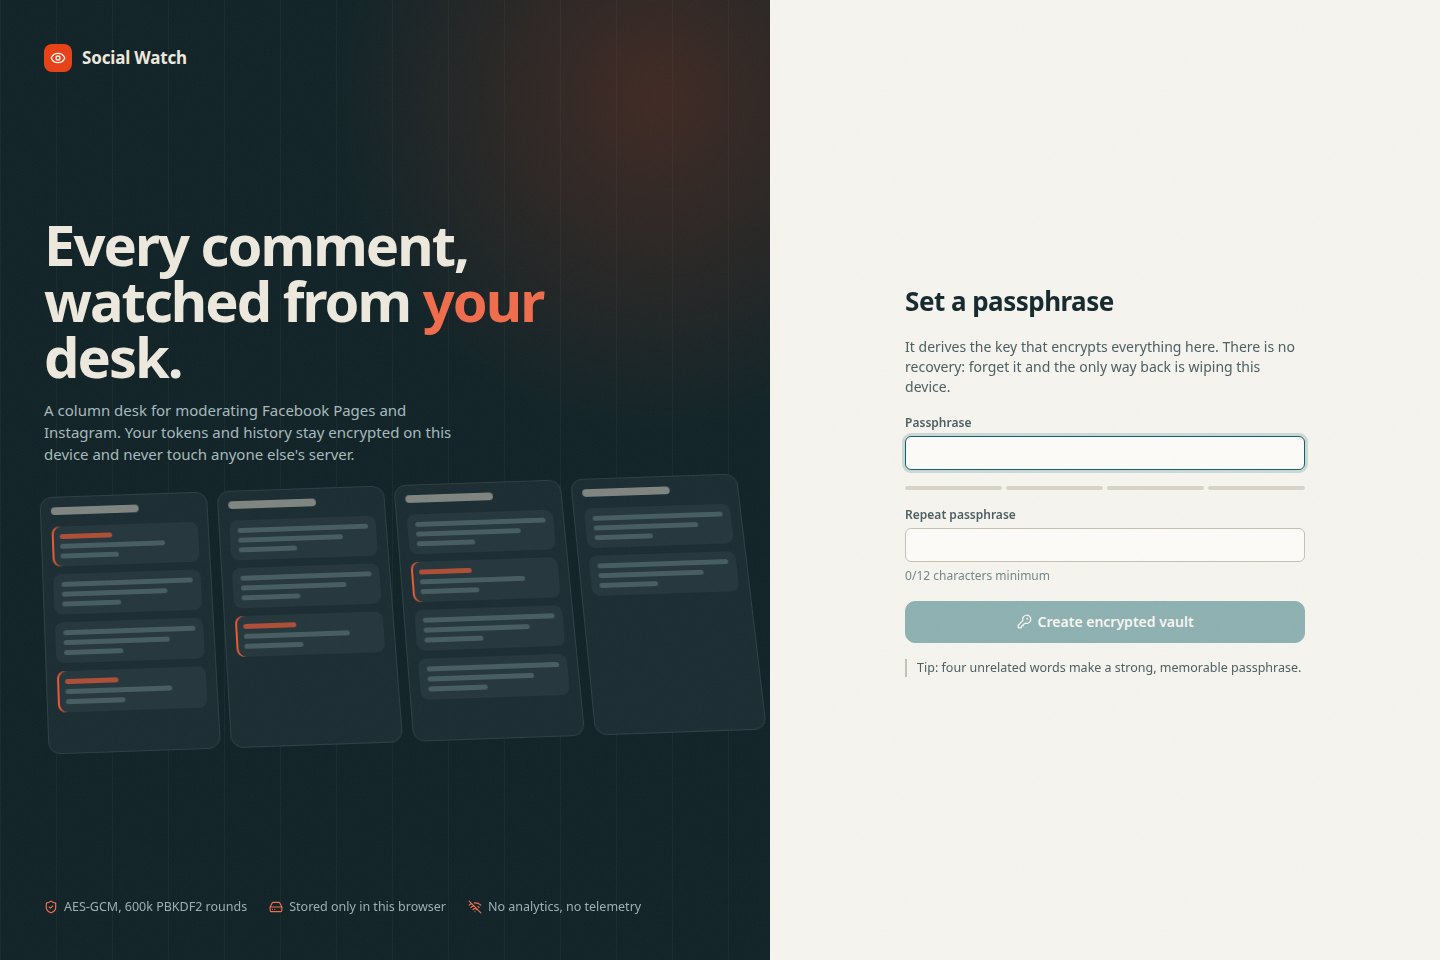 Social Watch
Every comment,
watched from your
desk.
A column desk for moderating Facebook Pages and
Instagram. Your tokens and history stay encrypted on this
device and never touch anyone else's server.
AES-GCM, 600k PBKDF2 rounds
Stored only in this browser
No analytics, no telemetry
Set a passphrase
It derives the key that encrypts everything here. There is no
recovery: forget it and the only way back is wiping this
device.
Passphrase
Repeat passphrase
0/12 characters minimum
Create encrypted vault
Tip: four unrelated words make a strong, memorable passphrase.